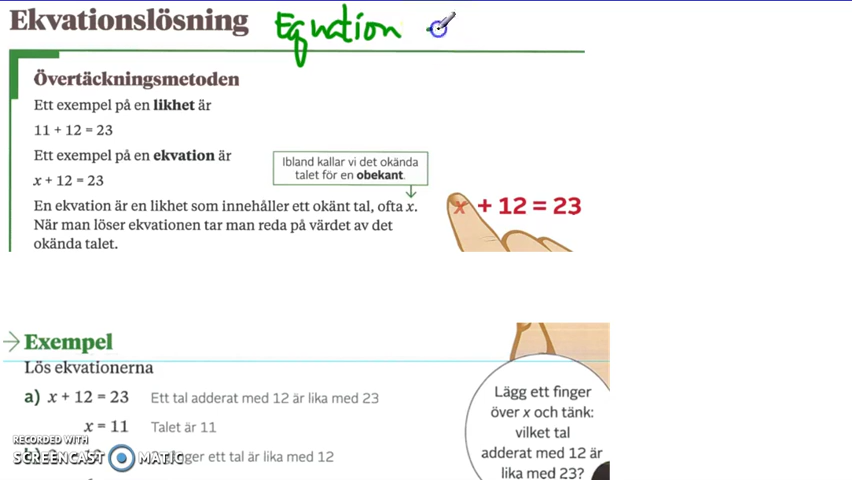 Ekvationslösning Equation
Övertäckningsmetoden
Ett exempel på en likhet är
11 + 12 = 23
Ett exempel på en ekvation är
x + 12 = 23
Ibland kallar vi det okända
talet för en obekant.
En ekvation är en likhet som innehåller ett okänt tal, ofta x.
När man löser ekvationen tar man reda på värdet av det
okända talet.
x + 12 = 23
Exempel
Lös ekvationerna
a) x + 12 = 23 Ett tal adderat med 12 är lika med 23
x = 11 Talet är 11
Lägg ett finger
över x och tänk:
vilket tal
adderat med 12 är
lika med 23?
RECORDED WITH
SCREENCAST MATIC
ger ett tal är lika med 12